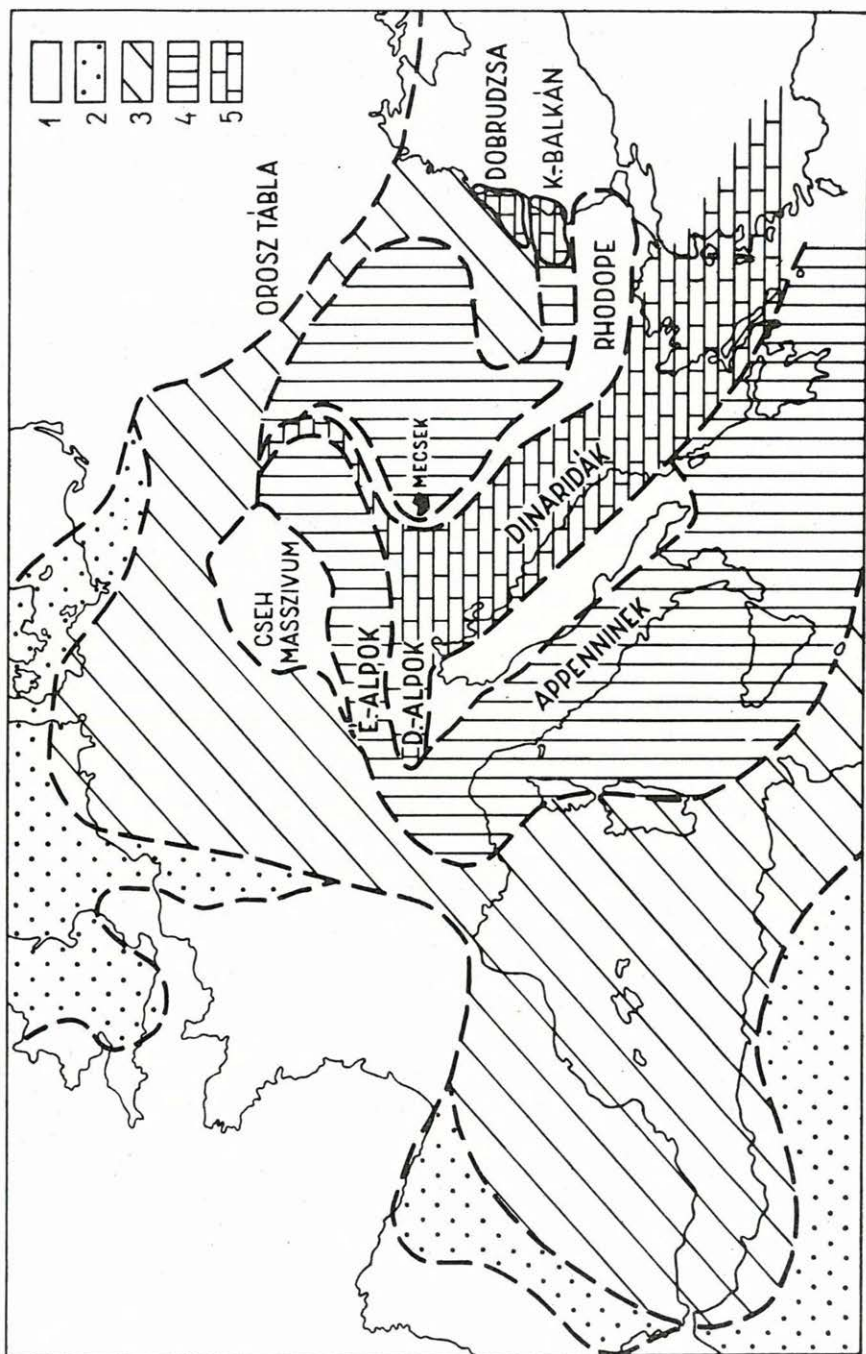 1
2
3
4
5
OROSZ TÁBLA
DOBRUDZSA
K.-BALKÁN
RHODOPE
MECSEK
CSEH
MASSZIVUM
DINARIDÁK
É.-ALPOK
D.-ALPOK
APPENNINEK